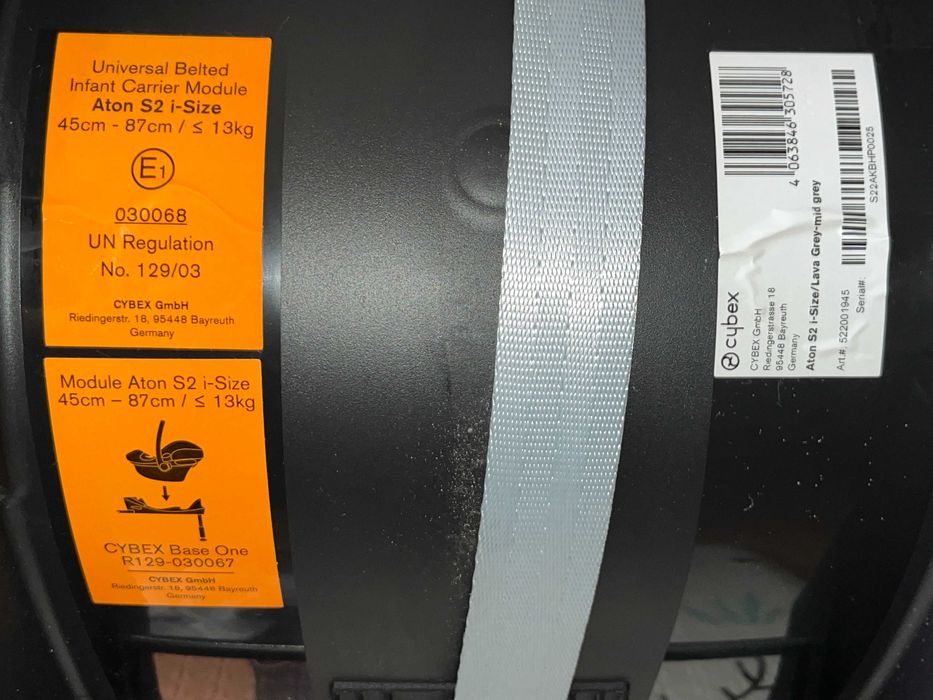 Universal Belted
Infant Carrier Module
Aton S2 i-Size
45cm - 87cm / ≤ 13kg
E1
030068
UN Regulation
No. 129/03
CYBEX GmbH
Riedingerstr. 18, 95448 Bayreuth
Germany
Module Aton S2 i-Size
45cm – 87cm / ≤ 13kg
CYBEX Base One
R129-030067
CYBEX GmbH
Riedingerstr. 18, 95448 Bayreuth
Germany
cybex
CYBEX GmbH
Riedingerstrasse 18
95448 Bayreuth
Germany
4 063846 305728
Aton S2 i-Size/Lava Grey-mid grey
Art.#: 522001945
Serial#:
S22AKBHP0025